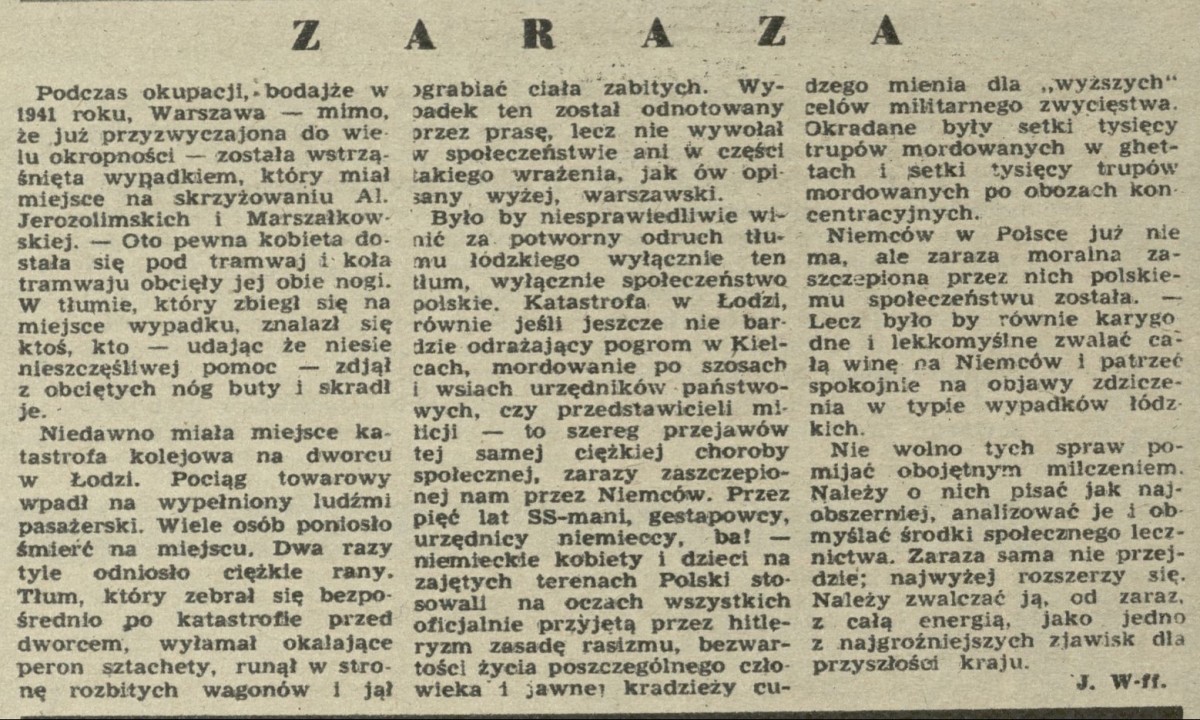 ZARAZA
Podczas okupacji, bodajże w
1941 roku, Warszawa — mimo,
że już przyzwyczajona do wie-
lu okropności — została wstrzą-
śnięta wypadkiem, który miał
miejsce na skrzyżowaniu Al.
Jerozolimskich i Marszałkow-
skiej. — Oto pewna kobieta do-
stała się pod tramwaj i koła
tramwaju obcięły jej obie nogi.
W tłumie, który zbiegł się na
miejsce wypadku, znalazł się
ktoś, kto — udając że niesie
nieszczęśliwej pomoc — zdjął
z obciętych nóg buty i skradł
je.
Niedawno miała miejsce ka-
tastrofa kolejowa na dworcu
w Łodzi. Pociąg towarowy
wpadł na wypełniony ludźmi
pasażerski. Wiele osób poniosło
śmierć na miejscu. Dwa razy
tyle odniosło ciężkie rany.
Tłum, który zebrał się bezpo-
średnio po katastrofie przed
dworcem, wyłamał okalające
peron sztachety, runął w stro-
nę rozbitych wagonów i jął
ograbiać ciała zabitych. Wy-
padek ten został odnotowany
przez prasę, lecz nie wywołał
w społeczeństwie ani w części
takiego wrażenia, jak ów opi-
sany wyżej, warszawski.
Było by niesprawiedliwie wi-
nić za potworny odruch tłu-
mu łódzkiego wyłącznie ten
tłum, wyłącznie społeczeństwo
polskie. Katastrofa w Łodzi,
równie jeśli jeszcze nie bar-
dzie odrażający pogrom w Kiel-
cach, mordowanie po szosach
i wsiach urzędników państwo-
wych, czy przedstawicieli mi-
licji — to szereg przejawów
tej samej ciężkiej choroby
społecznej, zarazy zaszczepio-
nej nam przez Niemców. Przez
pięć lat SS-mani, gestapowcy,
urzędnicy niemieccy, ba! —
niemieckie kobiety i dzieci na
zajętych terenach Polski sto-
sowali na oczach wszystkich
oficjalnie przyjętą przez hitle-
ryzm zasadę rasizmu, bezwar-
tości życia poszczególnego czło-
wieka i jawnej kradzieży cu-
dzego mienia dla „wyższych“
celów militarnego zwycięstwa.
Okradane były setki tysięcy
trupów mordowanych w ghet-
tach i setki tysięcy trupów
mordowanych po obozach kon-
centracyjnych.
Niemców w Polsce już nie
ma, ale zaraza moralna za-
szczepiona przez nich polskie-
mu społeczeństwu została. —
Lecz było by równie karygo
dne i lekkomyślne zwalać ca-
łą winę na Niemców i patrzeć
spokojnie na objawy zdzicze-
nia w typie wypadków łódz-
kich.
Nie wolno tych spraw po-
mijać obojętnym milczeniem.
Należy o nich pisać jak naj-
obszerniej, analizować je i ob-
myślać środki społecznego lecz-
nictwa. Zaraza sama nie przej-
dzie; najwyżej rozszerzy się.
Należy zwalczać ją, od zaraz,
z całą energią, jako jedno
z najgroźniejszych zjawisk dla
przyszłości kraju.
J. W-ff.